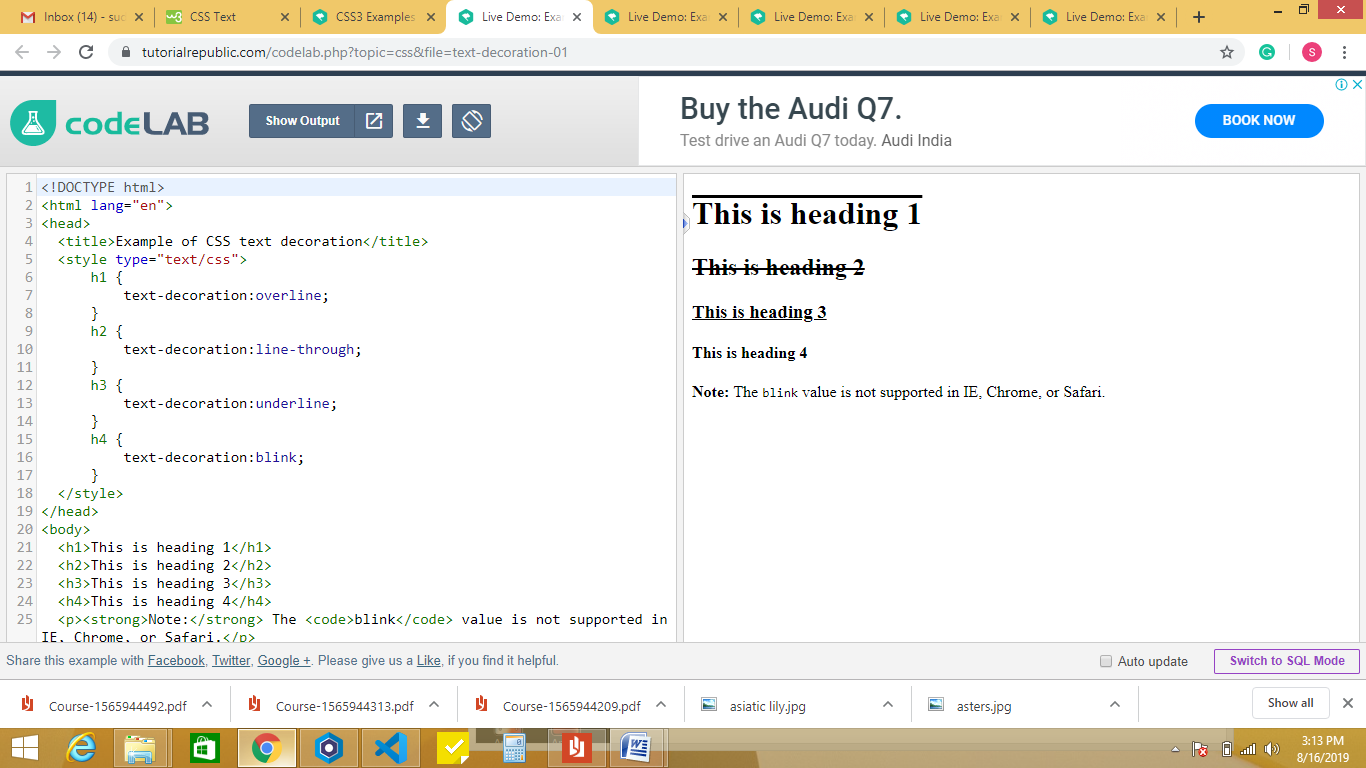 Inbox (14) - suc
CSS Text
CSS3 Examples
Live Demo: Exa
Live Demo: Exa
Live Demo: Exa
Live Demo: Exa
Live Demo: Exa
tutorialrepublic.com/codelab.php?topic=css&file=text-decoration-01
S
codeLAB
Show Output
Buy the Audi Q7.
Test drive an Audi Q7 today. Audi India
BOOK NOW
1 <!DOCTYPE html>
2 <html lang="en">
3 <head>
4 <title>Example of CSS text decoration</title>
5 <style type="text/css">
6 h1 {
7 text-decoration:overline;
8 }
9 h2 {
10 text-decoration:line-through;
11 }
12 h3 {
13 text-decoration:underline;
14 }
15 h4 {
16 text-decoration:blink;
17 }
18 </style>
19 </head>
20 <body>
21 <h1>This is heading 1</h1>
22 <h2>This is heading 2</h2>
23 <h3>This is heading 3</h3>
24 <h4>This is heading 4</h4>
25 <p><strong>Note:</strong> The <code>blink</code> value is not supported in
IE, Chrome, or Safari.</p>
This is heading 1
This is heading 2
This is heading 3
This is heading 4
Note: The blink value is not supported in IE, Chrome, or Safari.
Share this example with Facebook, Twitter, Google +. Please give us a Like, if you find it helpful.
Auto update
Switch to SQL Mode
Course-1565944492.pdf
Course-1565944313.pdf
Course-1565944209.pdf
asiatic lily.jpg
asters.jpg
Show all
3:13 PM
8/16/2019